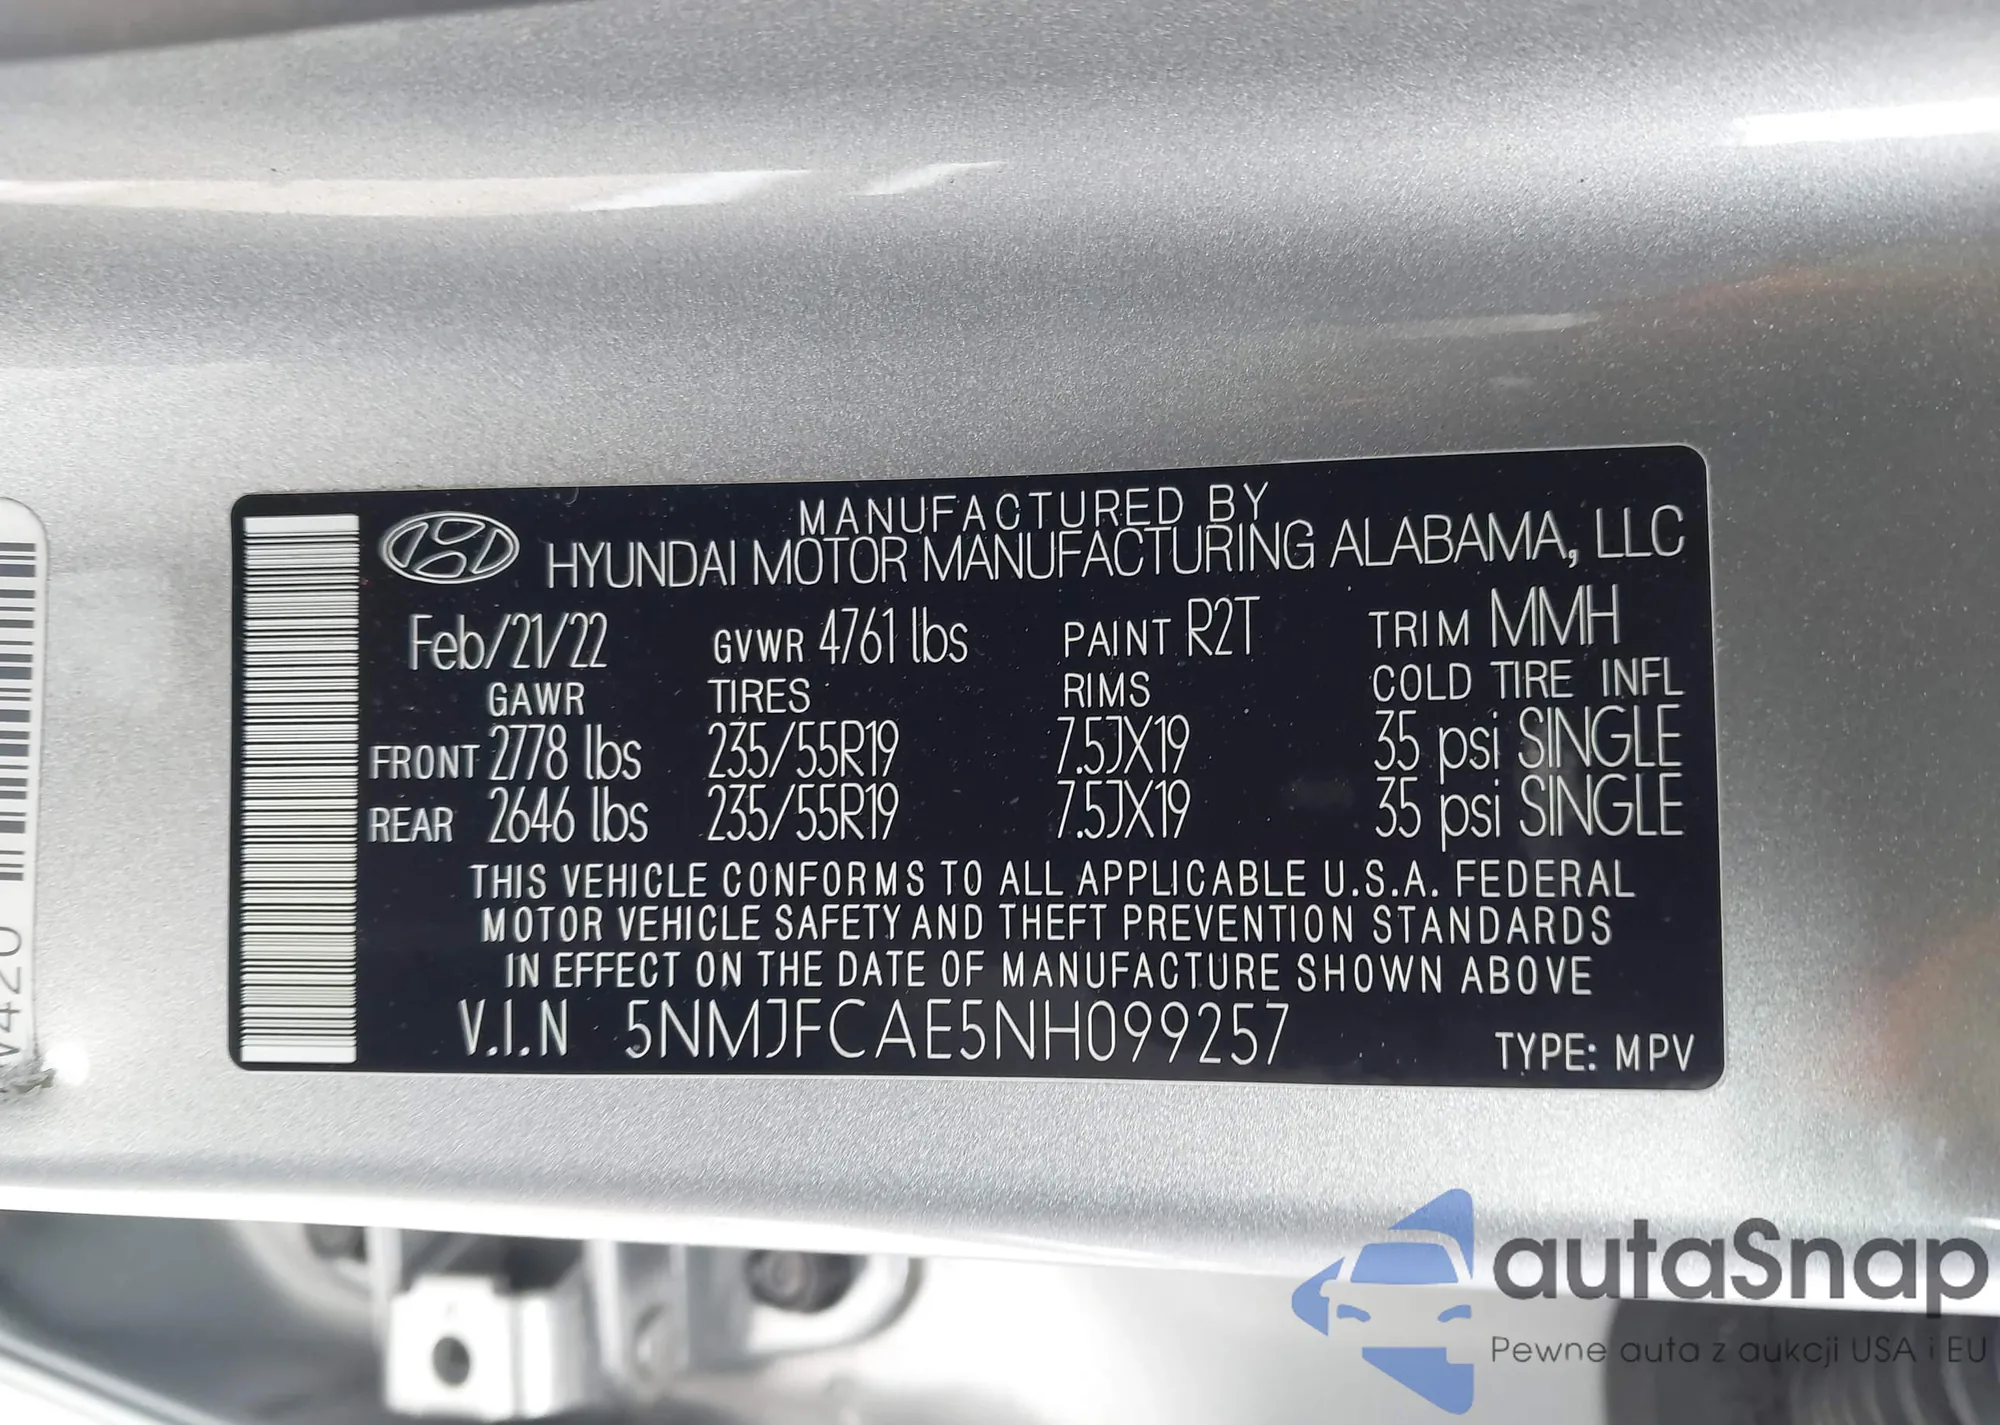 MANUFACTURED BY
HYUNDAI MOTOR MANUFACTURING ALABAMA, LLC
Feb/21/22 GVWR 4761 lbs PAINT R2T TRIM MMH
GAWR TIRES RIMS COLD TIRE INFL
FRONT 2778 lbs 235/55R19 7.5JX19 35 psi SINGLE
REAR 2646 lbs 235/55R19 7.5JX19 35 psi SINGLE
THIS VEHICLE CONFORMS TO ALL APPLICABLE U.S.A. FEDERAL
MOTOR VEHICLE SAFETY AND THEFT PREVENTION STANDARDS
IN EFFECT ON THE DATE OF MANUFACTURE SHOWN ABOVE
V.I.N 5NMJFCAE5NH099257
TYPE: MPV
autaSnap
Pewne auta z aukcji USA i EU